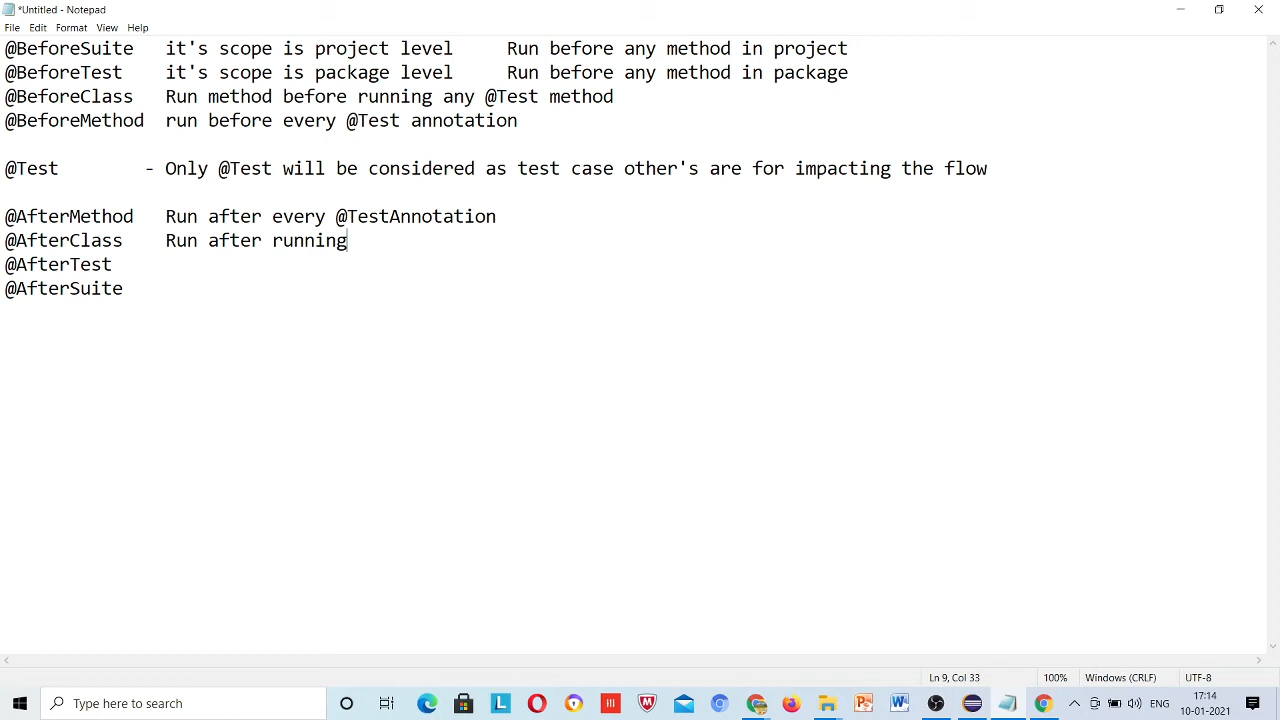 *Untitled - Notepad
File Edit Format View Help
@BeforeSuite it's scope is project level Run before any method in project
@BeforeTest it's scope is package level Run before any method in package
@BeforeClass Run method before running any @Test method
@BeforeMethod run before every @Test annotation
@Test - Only @Test will be considered as test case other's are for impacting the flow
@AfterMethod Run after every @TestAnnotation
@AfterClass Run after running
@AfterTest
@AfterSuite
Ln 9, Col 33 100% Windows (CRLF) UTF-8
Type here to search
ENG
17:14
10-01-2021